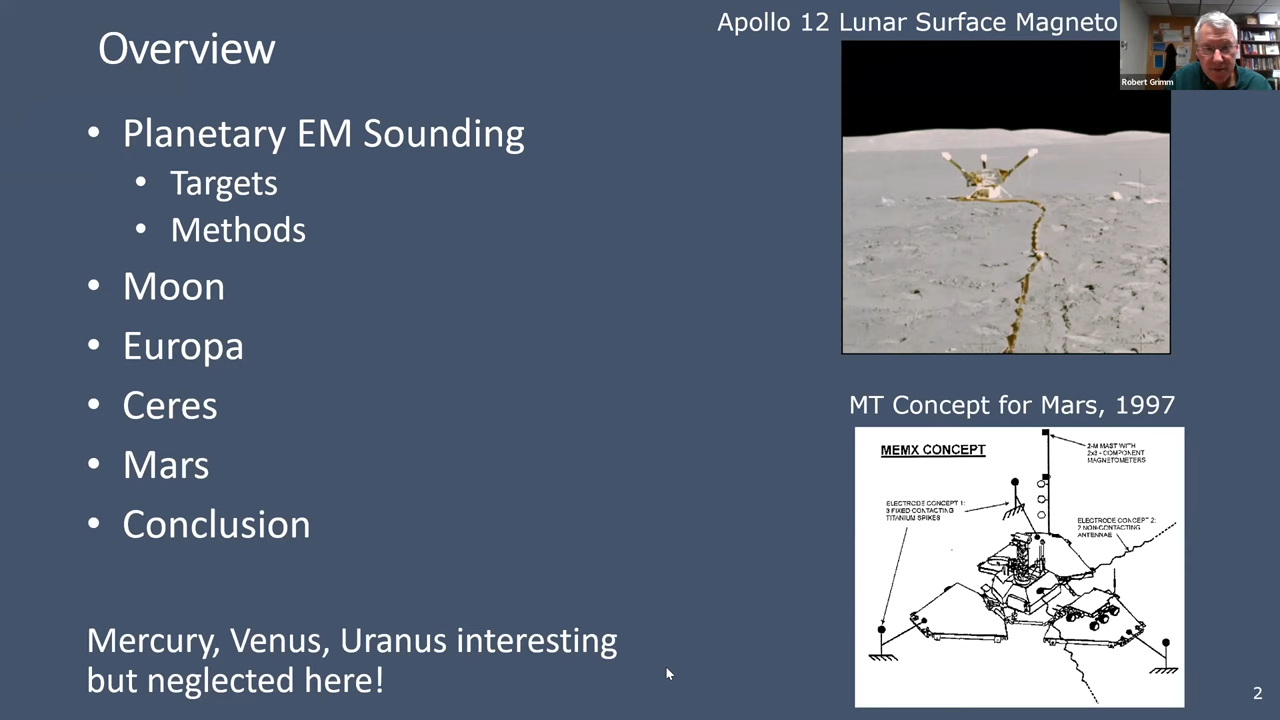 Overview
Apollo 12 Lunar Surface Magneto
Robert Grimm
• Planetary EM Sounding
• Targets
• Methods
• Moon
• Europa
• Ceres
• Mars
• Conclusion
Mercury, Venus, Uranus interesting
but neglected here!
MT Concept for Mars, 1997
MEMX CONCEPT
2-M MAST WITH
2x3 - COMPONENT
MAGNETOMETERS
ELECTRODE CONCEPT 1:
3 FIXED CONTACTING
TITANIUM SPIKES
ELECTRODE CONCEPT 2:
2 NON-CONTACTING
ANTENNAE
2